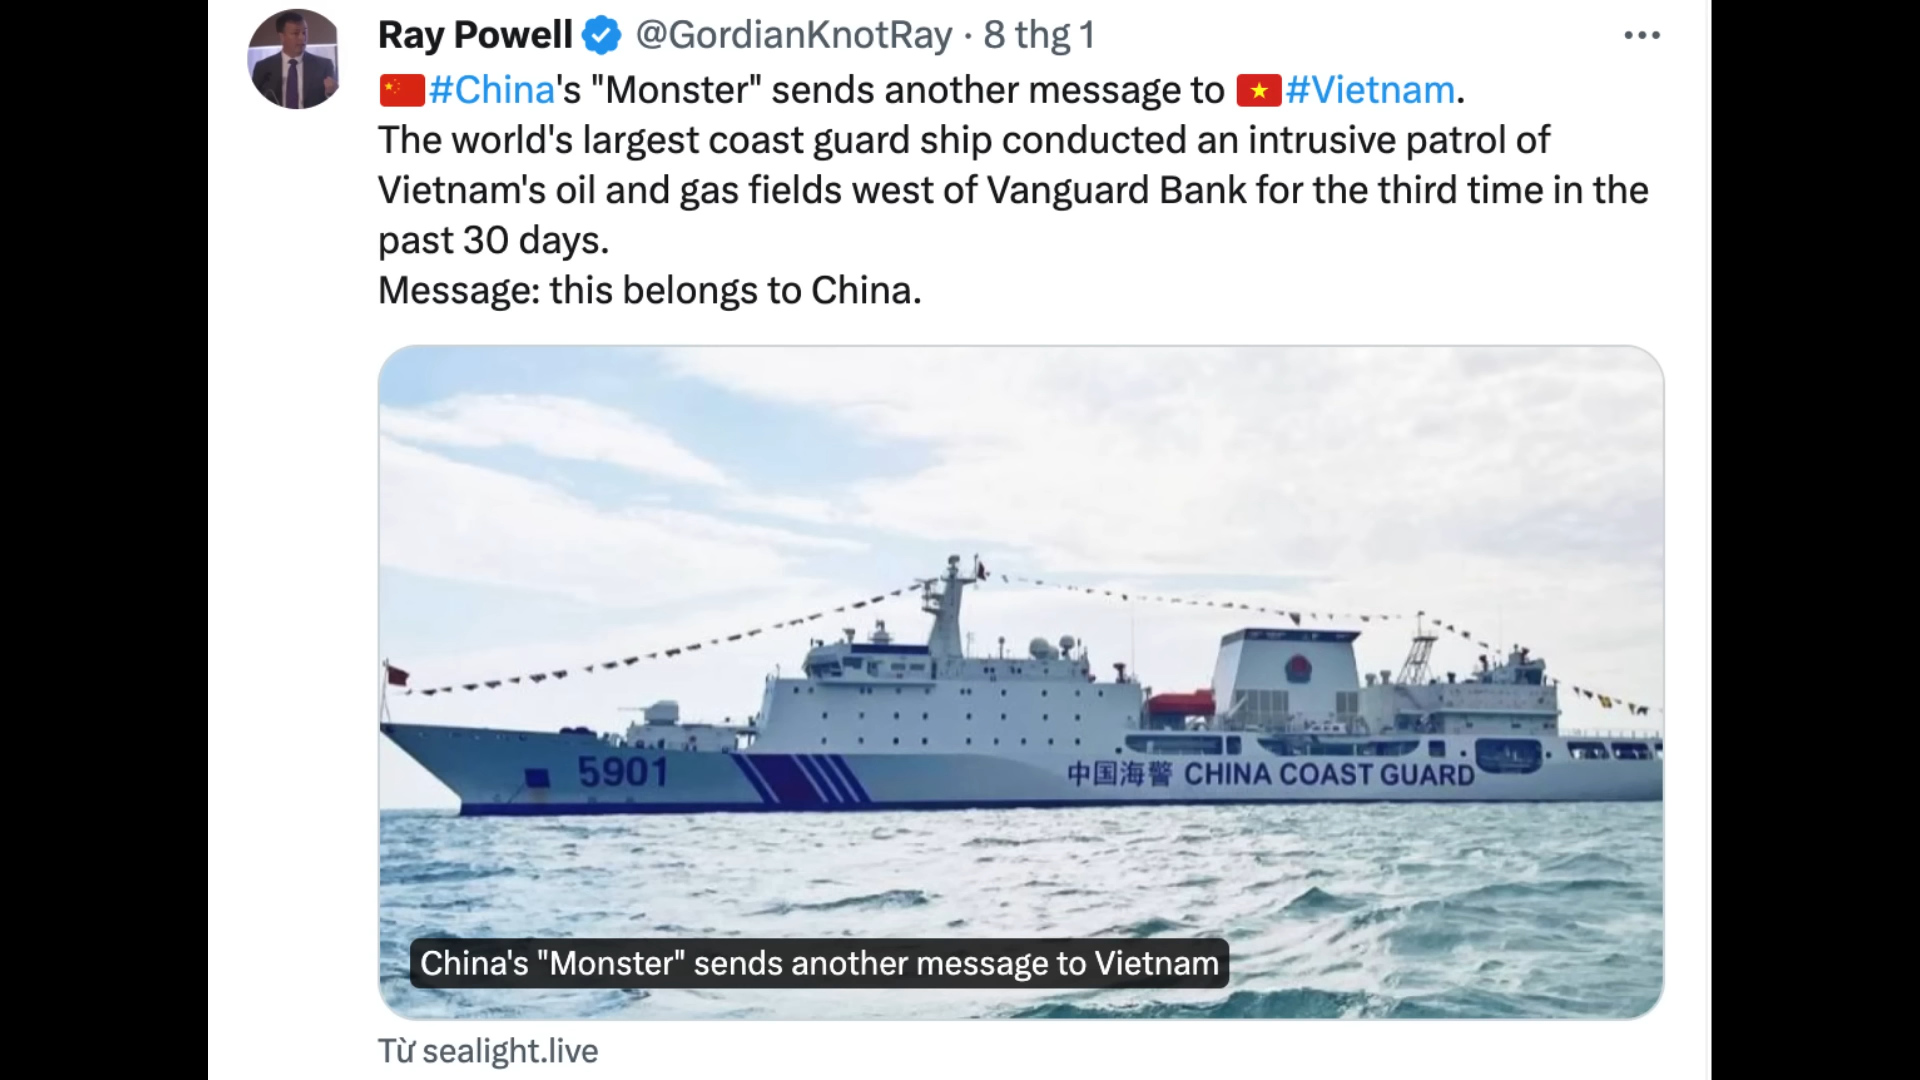 Ray Powell @GordianKnotRay · 8 thg 1
#China's "Monster" sends another message to #Vietnam.
The world's largest coast guard ship conducted an intrusive patrol of
Vietnam's oil and gas fields west of Vanguard Bank for the third time in the
past 30 days.
Message: this belongs to China.
5901
中国海警 CHINA COAST GUARD
China's "Monster" sends another message to Vietnam
Từ sealight.live